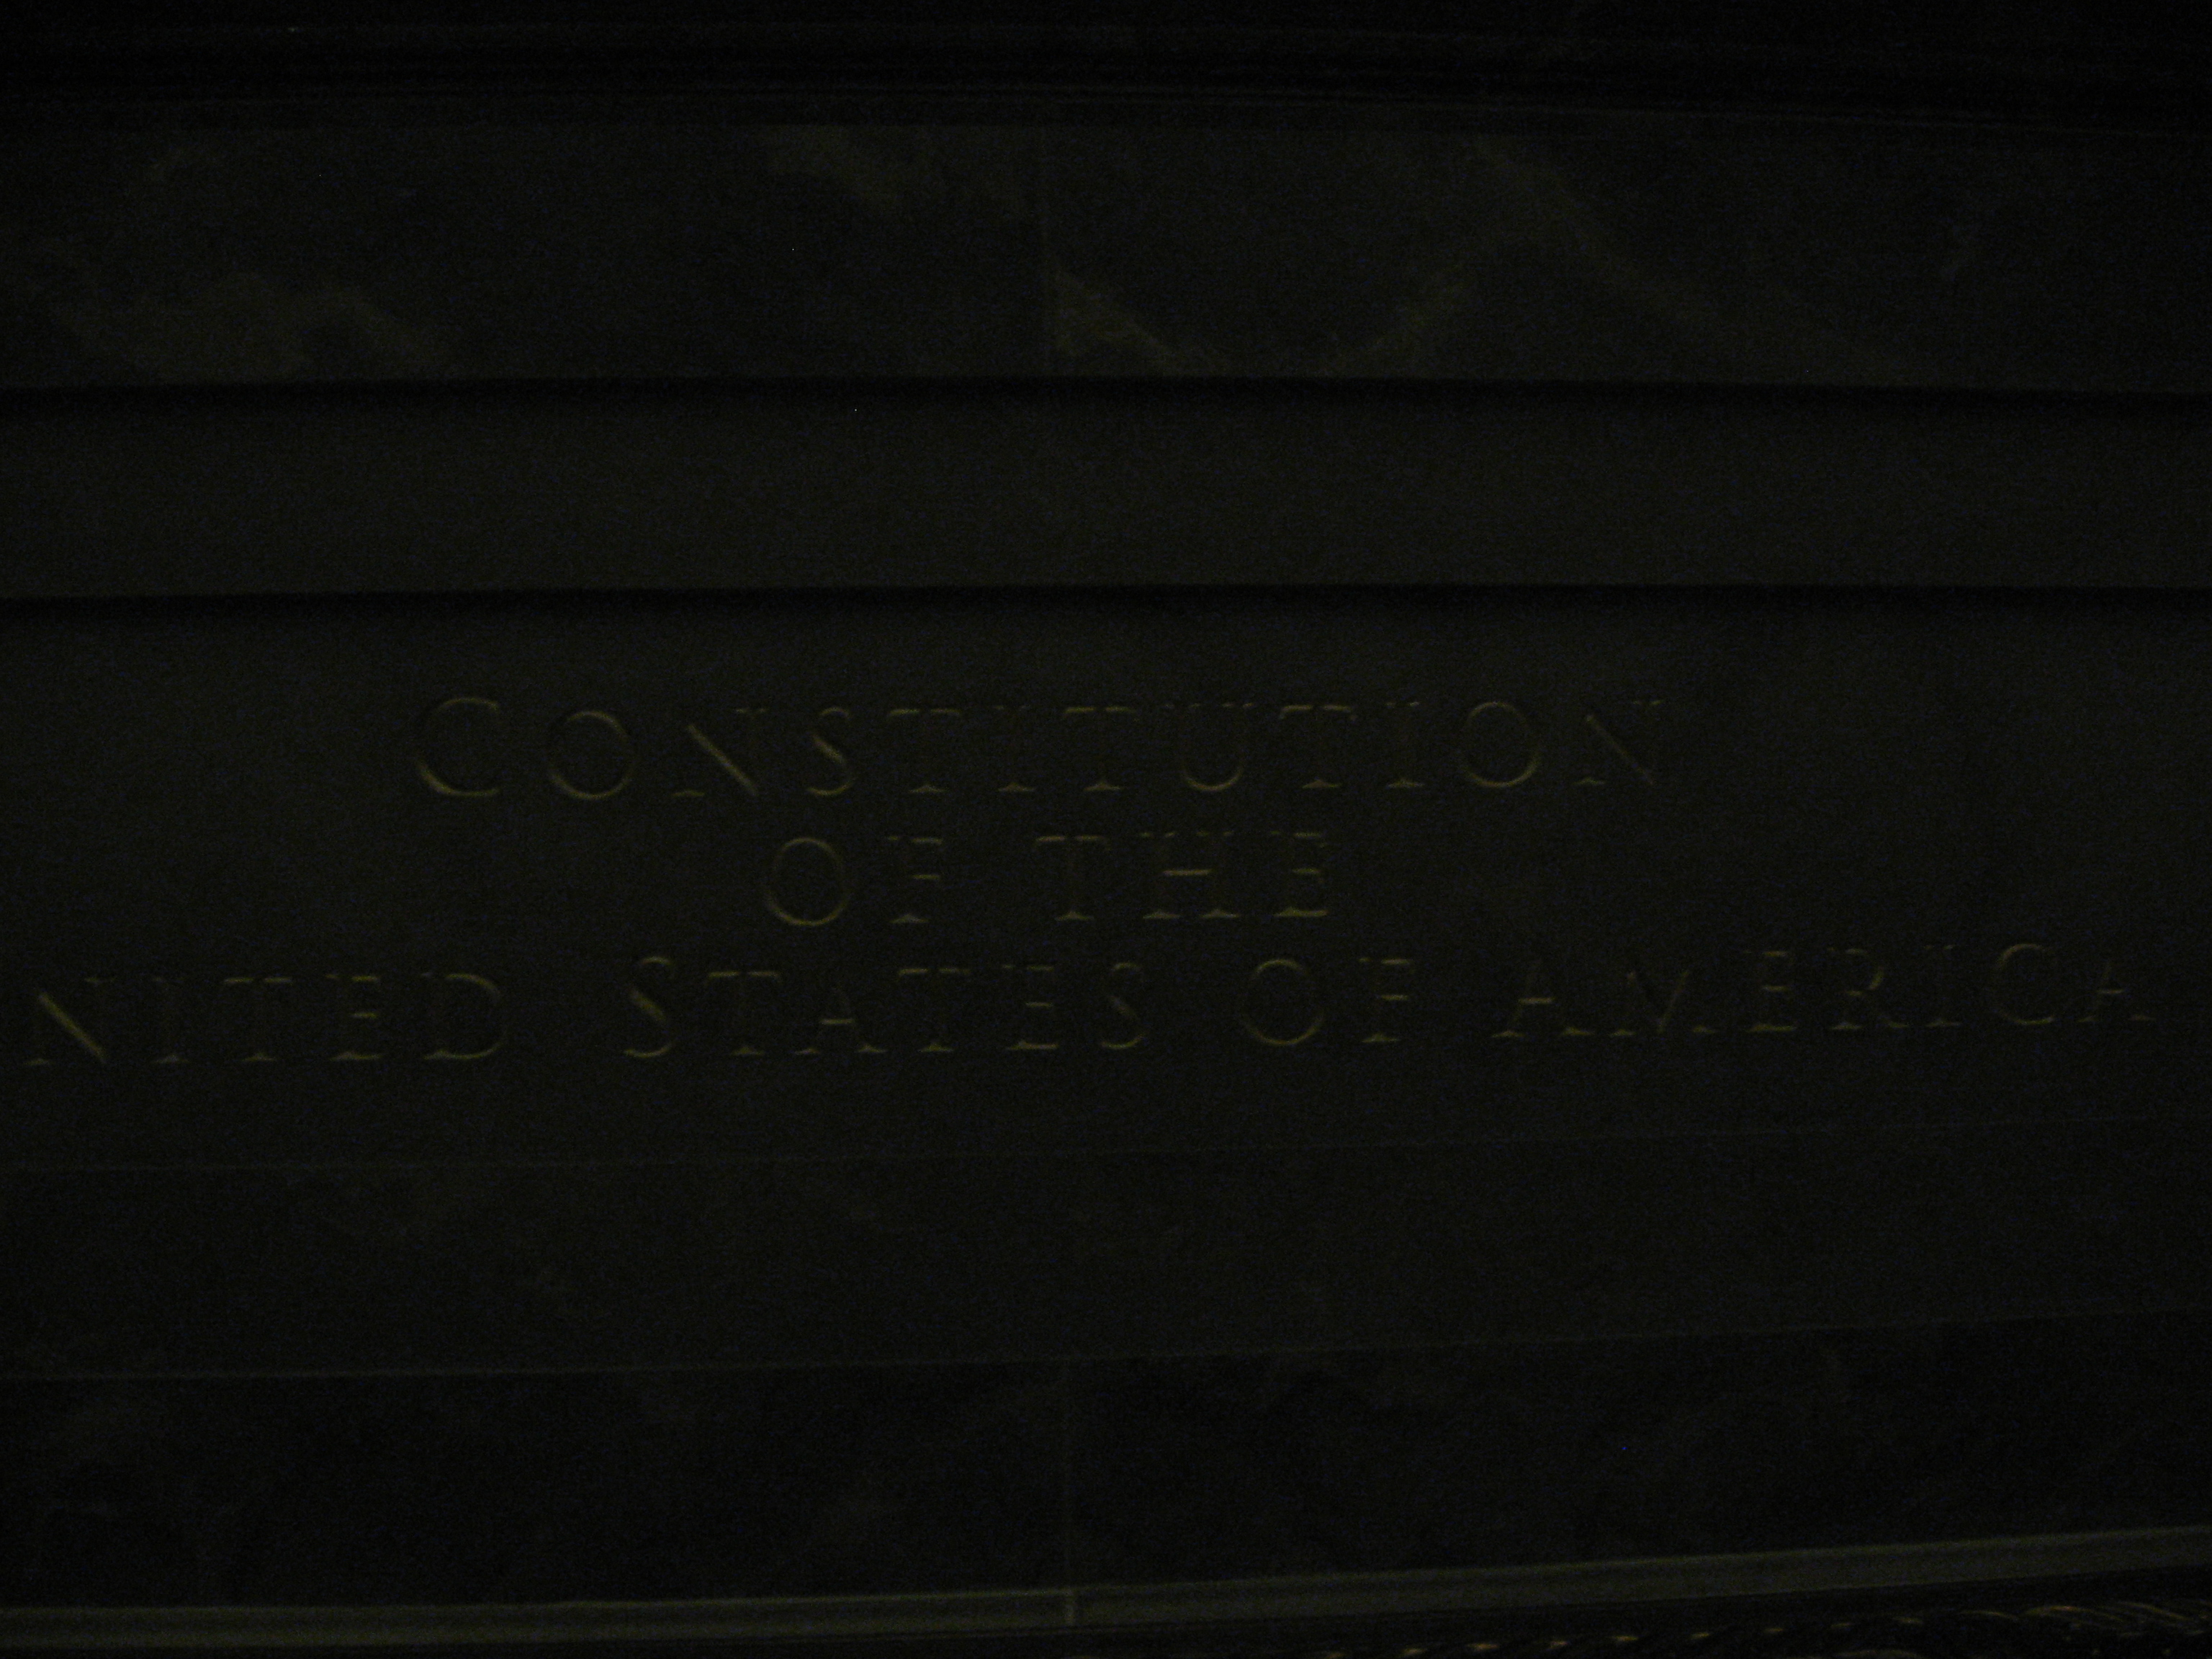 CONSTITUTION
OF THE
NITED STATES OF AMERICA